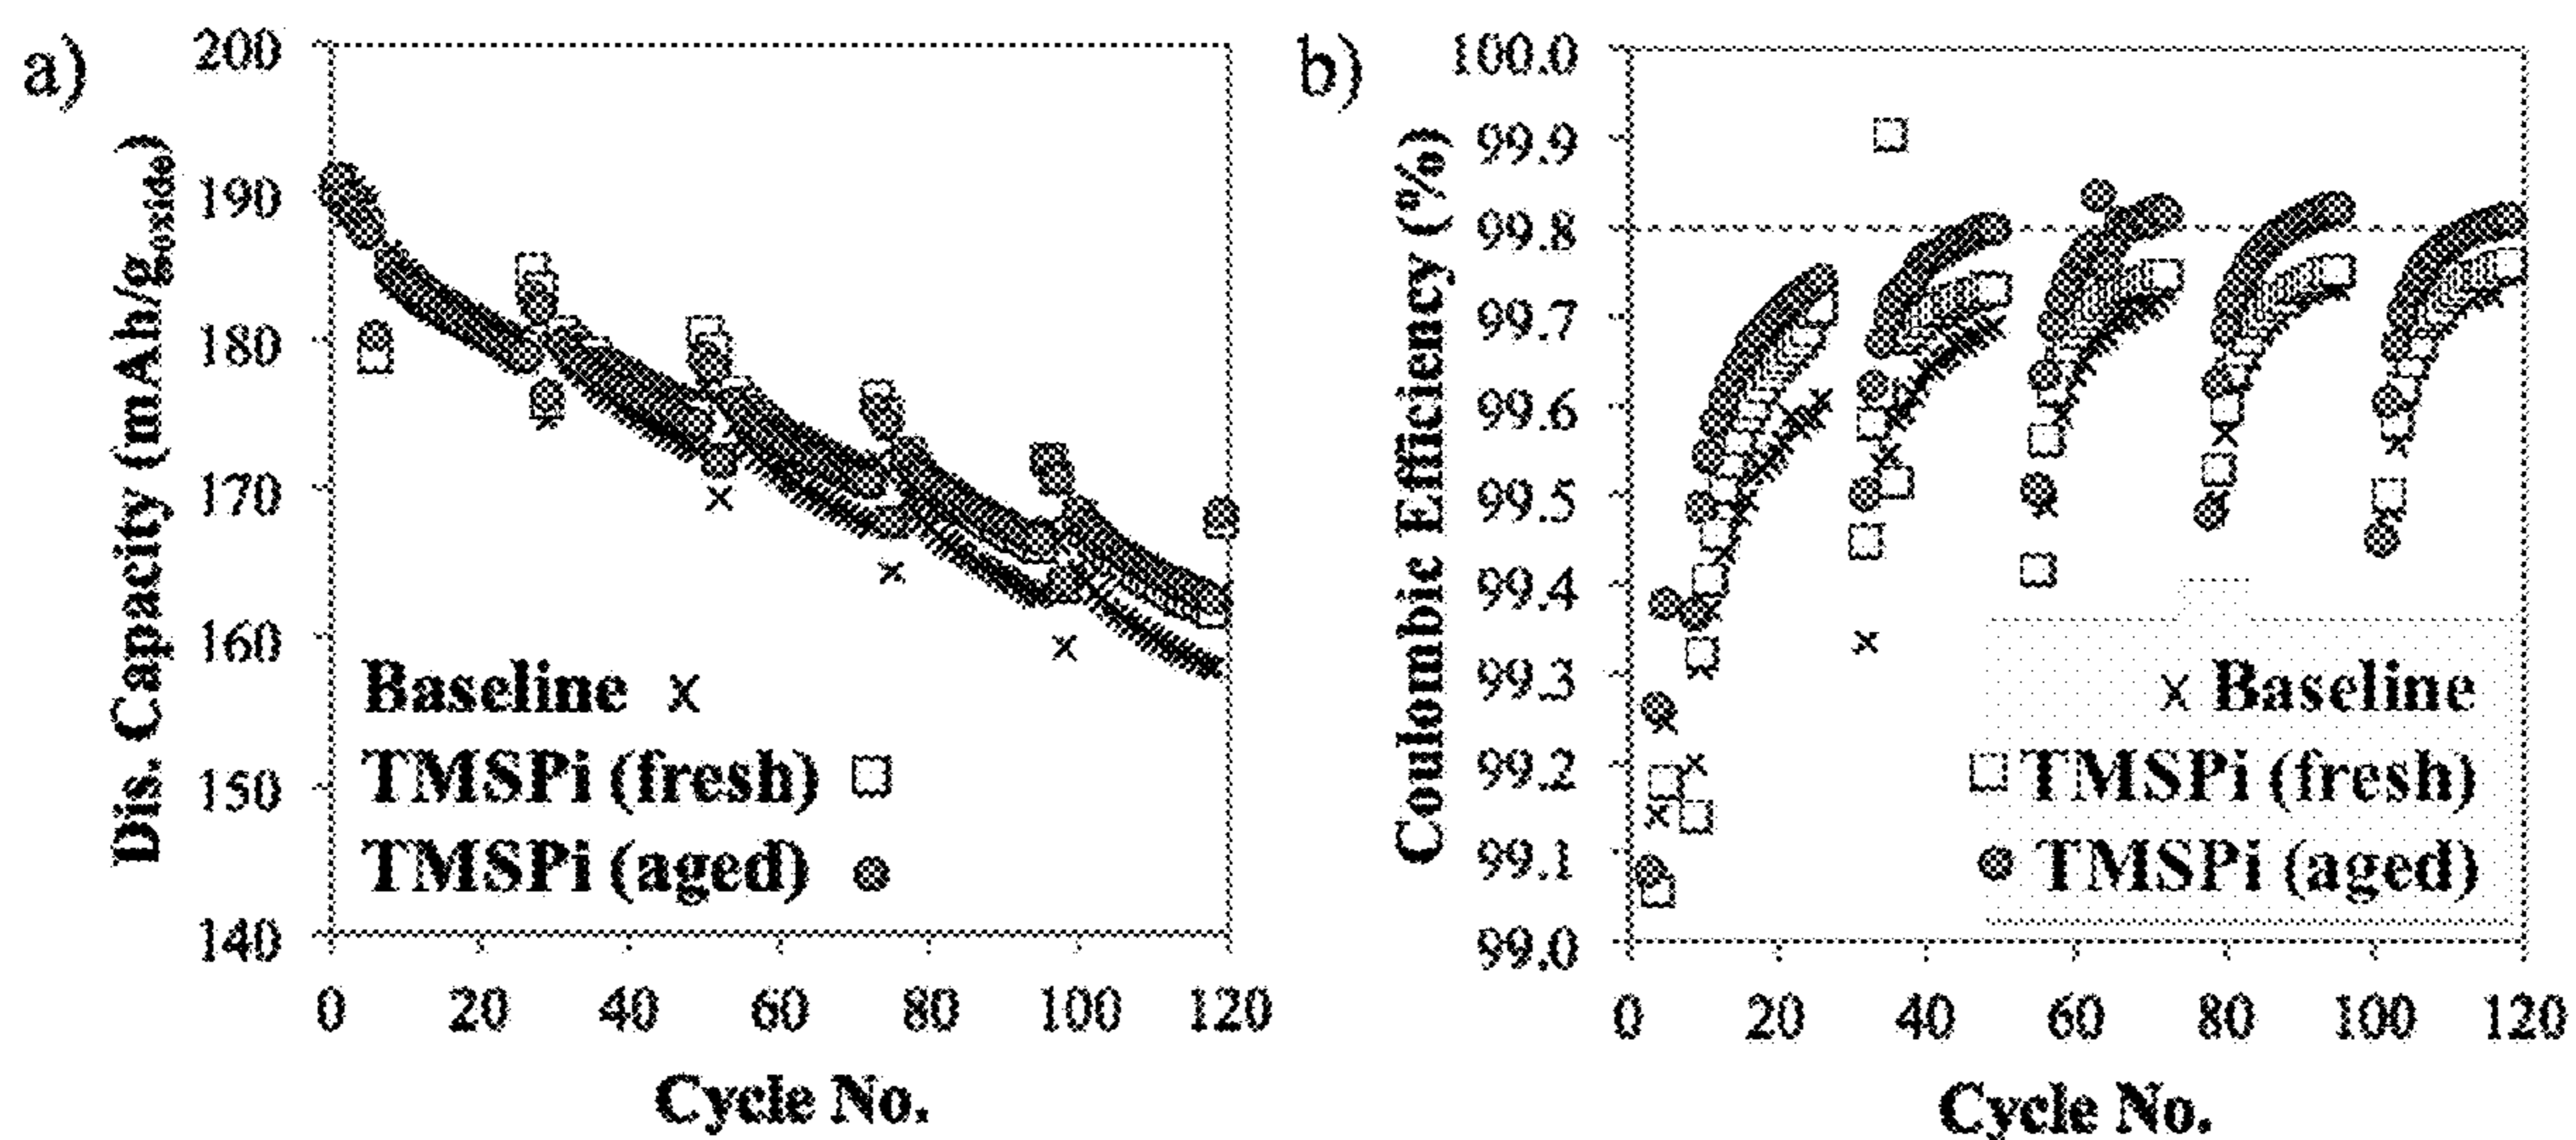 a)
Dis. Capacity (mAh/goxide)
200
190
180
170
160
150
140
Baseline x
TMSPi (fresh)
TMSPi (aged)
0 20 40 60 80 100 120
Cycle No.
b)
Coulombic Efficiency (%)
100.0
99.9
99.8
99.7
99.6
99.5
99.4
99.3
99.2
99.1
99.0
x Baseline
TMSPi (fresh)
TMSPi (aged)
0 20 40 60 80 100 120
Cycle No.